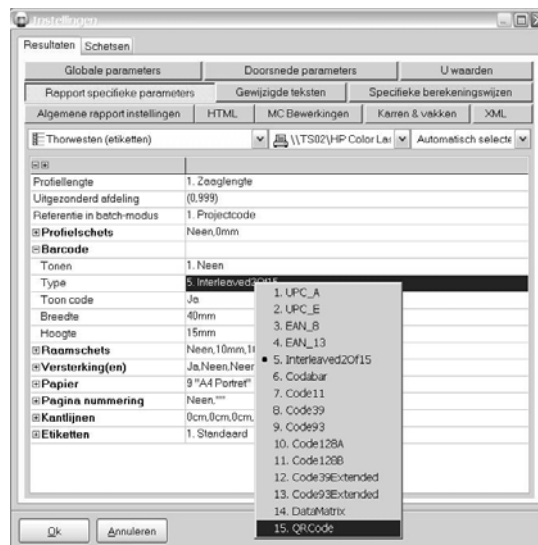 Instellingen
Resultaten Schetsen
Globale parameters Doorsnede parameters U waarden
Rapport specifieke parameters Gewijzigde teksten Specifieke berekeningswijzen
Algemene rapport instellingen HTML MC Bewerkingen Karren & vakken XML
Thorwesten (etiketten) \\TS02\HP Color Las Automatisch selecte
Profiellengte 1. Zaaglengte
Uitgezonderd afdeling (0,999)
Referentie in batch-modus 1. Projectcode
Profielschets Neen,0mm
Barcode
Tonen 1. Neen
Type 5. Interleaved2Of15
Toon code Ja
Breedte 40mm
Hoogte 15mm
Raamschets Neen,10mm,1
Versterking(en) Ja,Neen,Neer
Papier 9 "A4 Portret"
Pagina nummering Neen,""
Kantlijnen 0cm,0cm,0cm,
Etiketten 1. Standaard
1. UPC_A
2. UPC_E
3. EAN_8
4. EAN_13
5. Interleaved2Of15
6. Codabar
7. Code11
8. Code39
9. Code93
10. Code128A
11. Code128B
12. Code39Extended
13. Code93Extended
14. DataMatrix
15. QRCode
Ok Annuleren